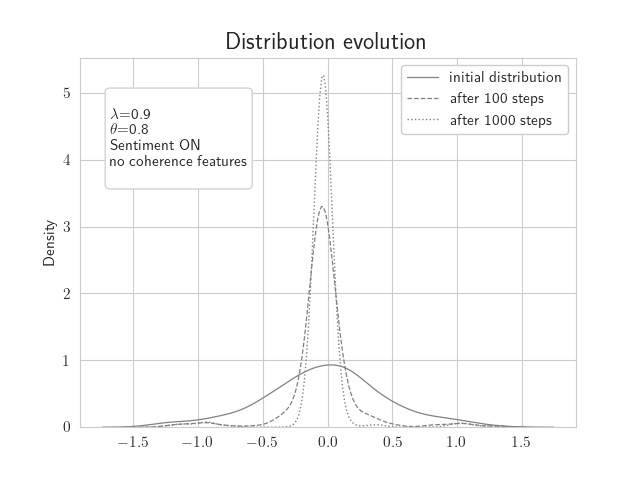 Distribution evolution
λ=0.9
θ=0.8
Sentiment ON
no coherence features
initial distribution
after 100 steps
after 1000 steps
Density
5
4
3
2
1
0
−1.5 −1.0 −0.5 0.0 0.5 1.0 1.5